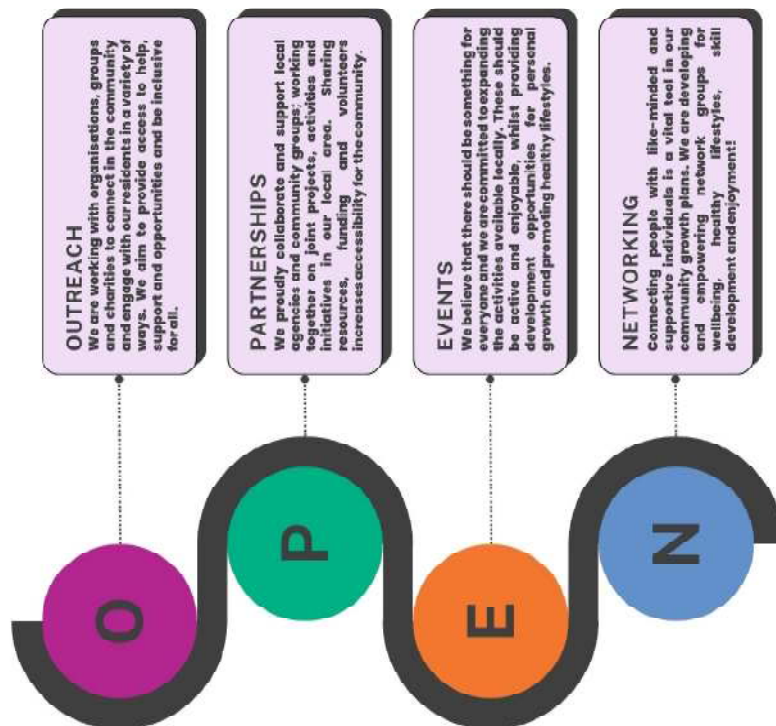 O
OUTREACH
We are working with organisations, groups
and charities to connect in the community
and engage with our residents in a variety of
ways. We aim to provide access to help,
support and opportunities and be inclusive
for all.
P
PARTNERSHIPS
We proudly collaborate and support local
agencies and community groups; working
together on joint projects, activities and
initiatives in our local area. Sharing
resources, funding and volunteers
increases accessibility for the community.
E
EVENTS
We believe that there should be something for
everyone and we are committed to expanding
the activities available locally. These should
be active and enjoyable, whilst providing
development opportunities for personal
growth and promoting healthy lifestyles.
N
NETWORKING
Connecting people with like-minded and
supportive individuals is a vital tool in our
community growth plans. We are developing
and empowering network groups for
wellbeing, healthy lifestyles, skill
development and enjoyment!